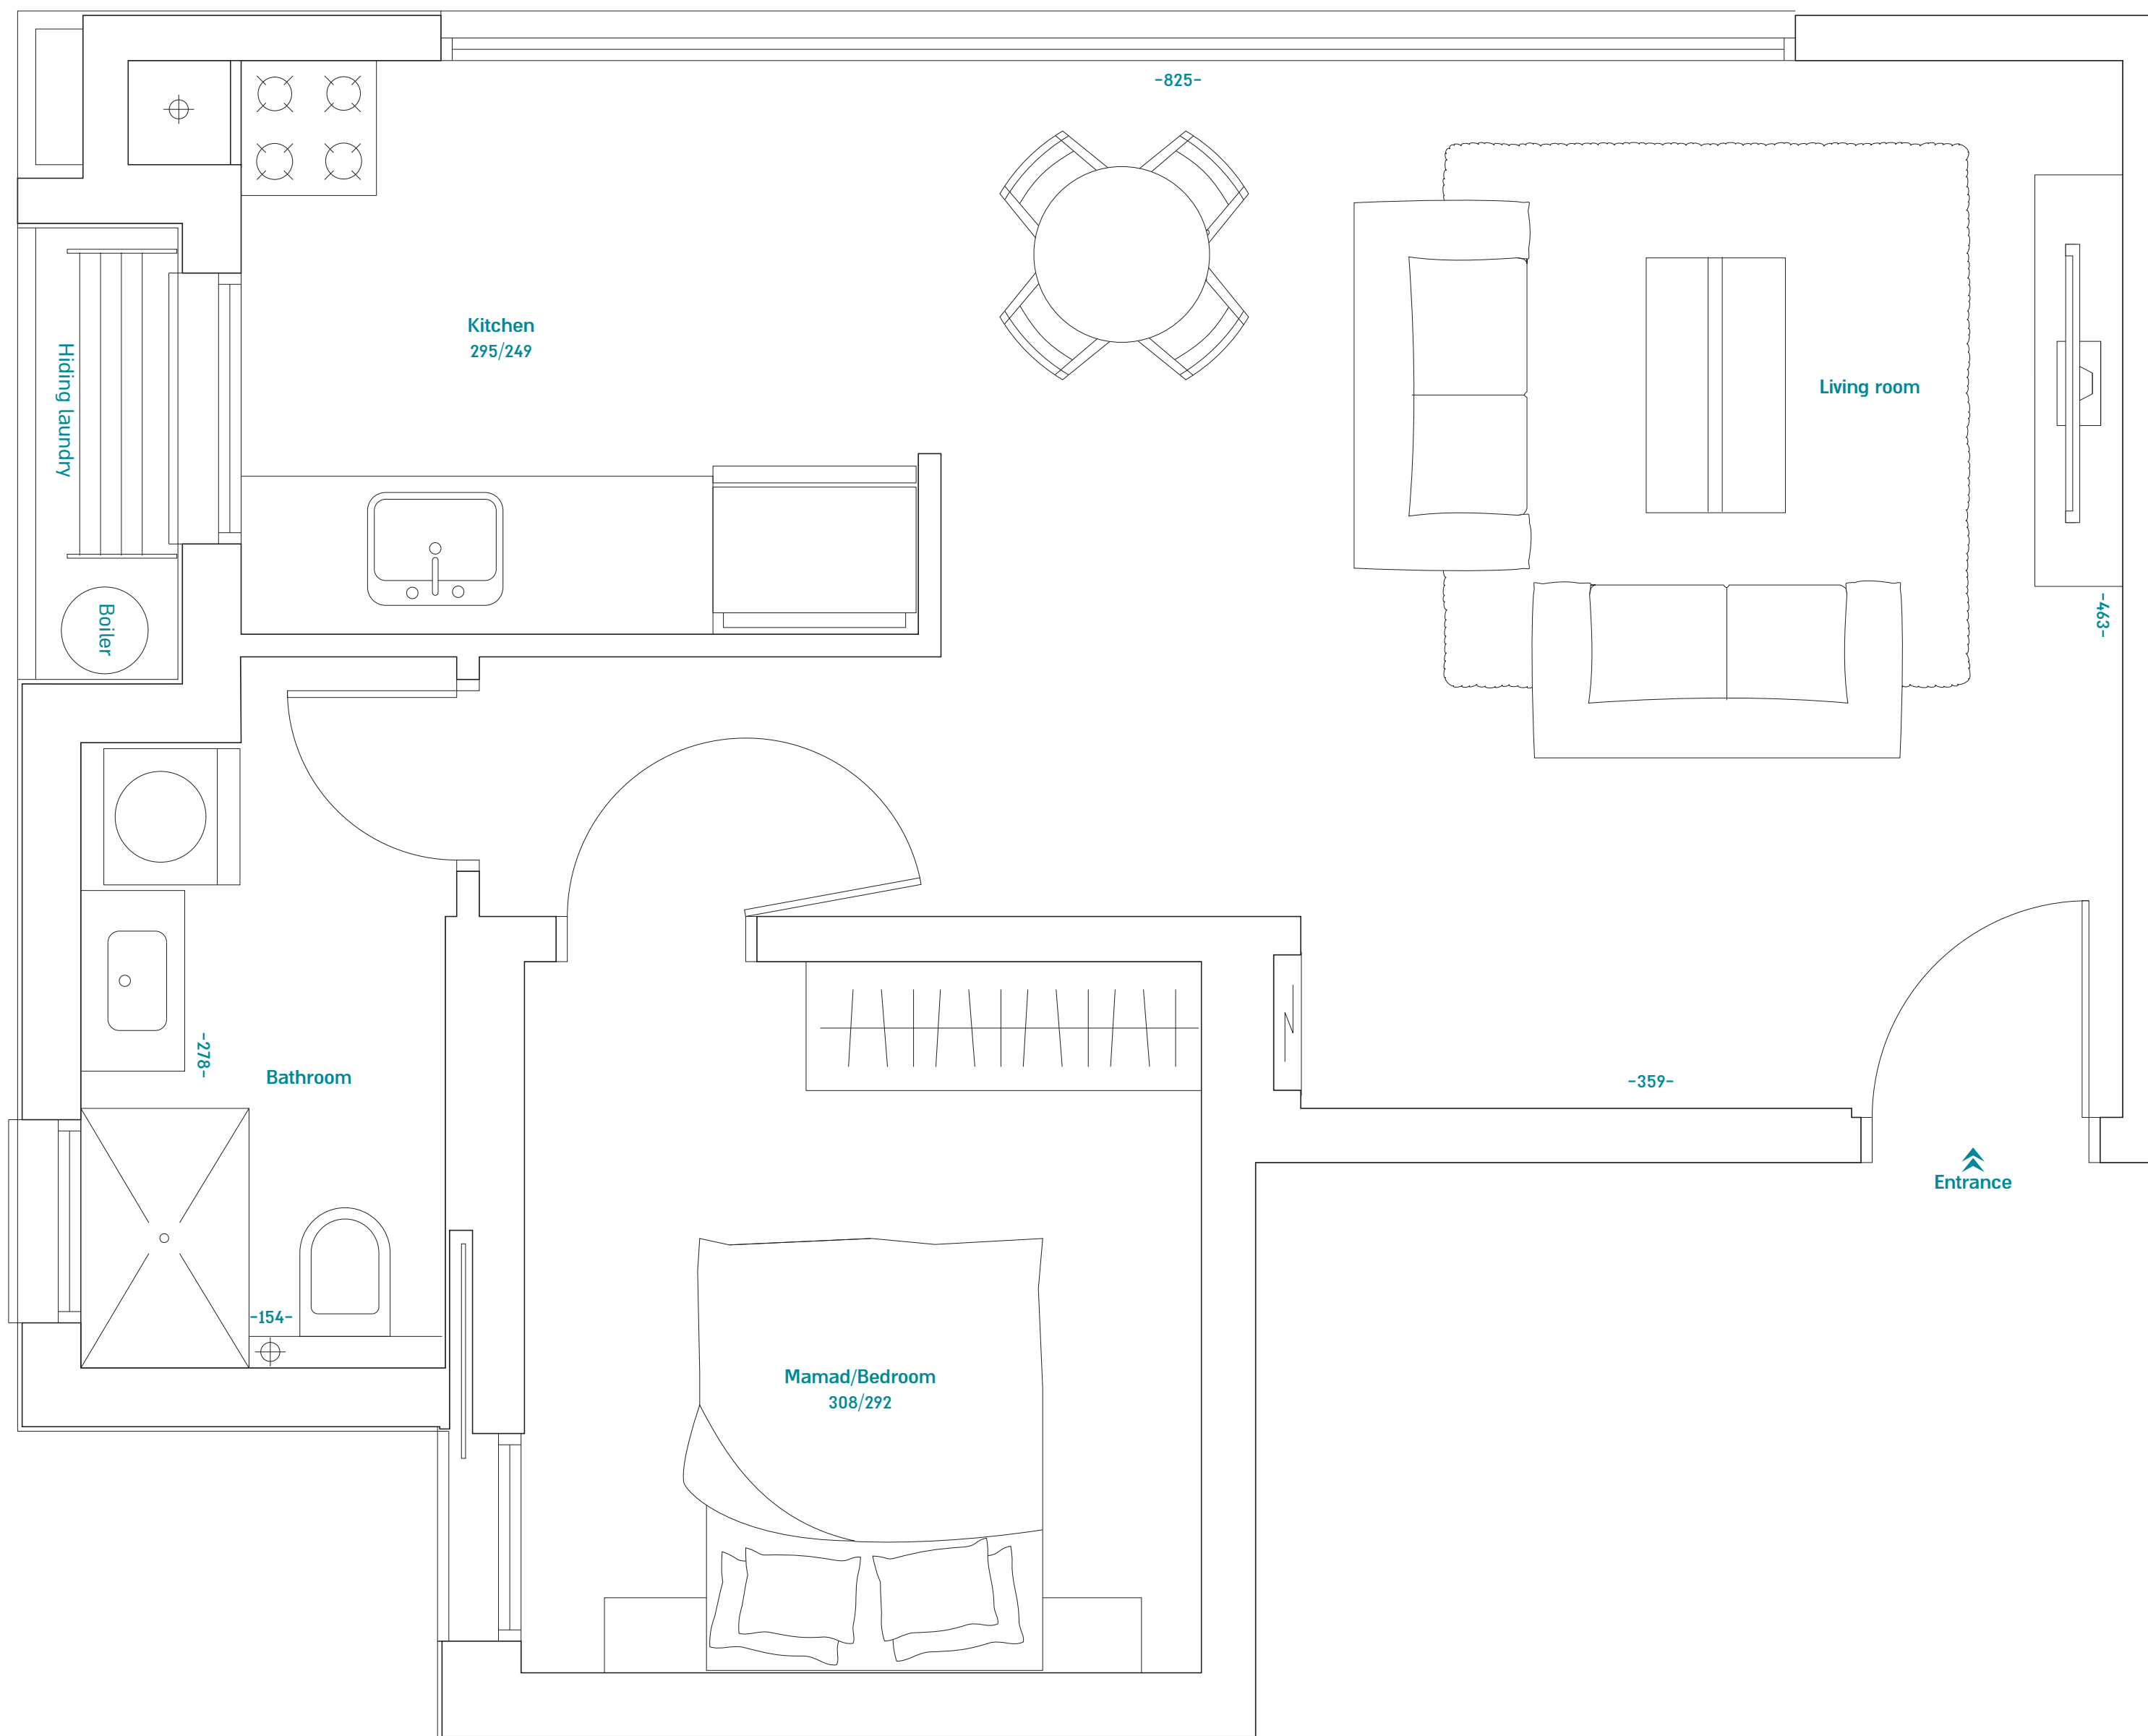 -825-
Kitchen
295/249
Hiding laundry
Living room
Boiler
-463-
-278-
Bathroom
-359-
Entrance
-154-
Mamad/Bedroom
308/292